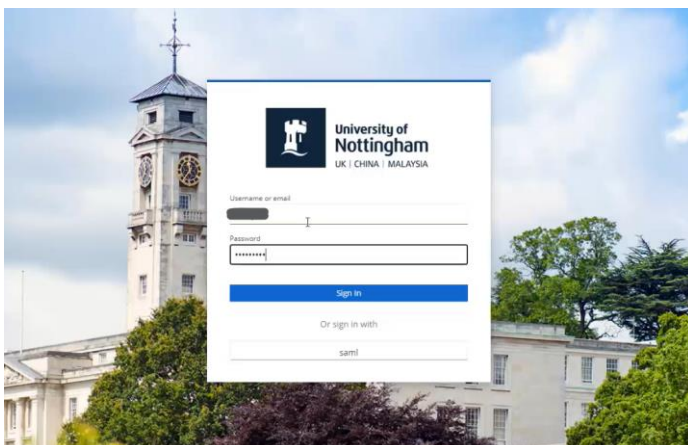 University of
Nottingham
UK | CHINA | MALAYSIA
Username or email
Password
•••••••••
Sign In
Or sign in with
saml